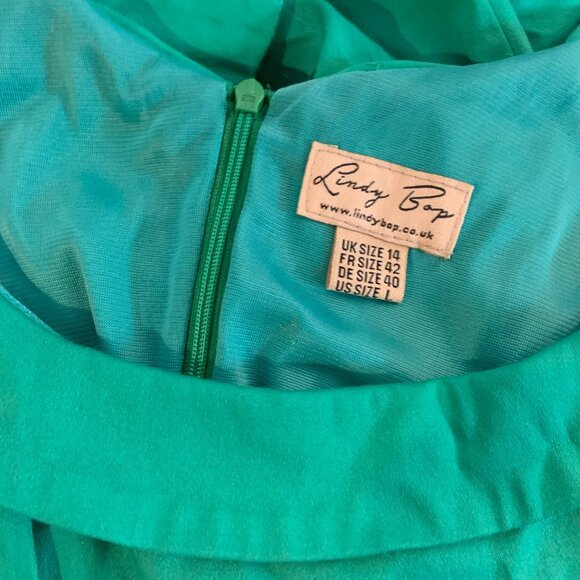 Lindy Bop
www.lindybop.co.uk
UK SIZE 14
FR SIZE 42
DE SIZE 40
US SIZE L